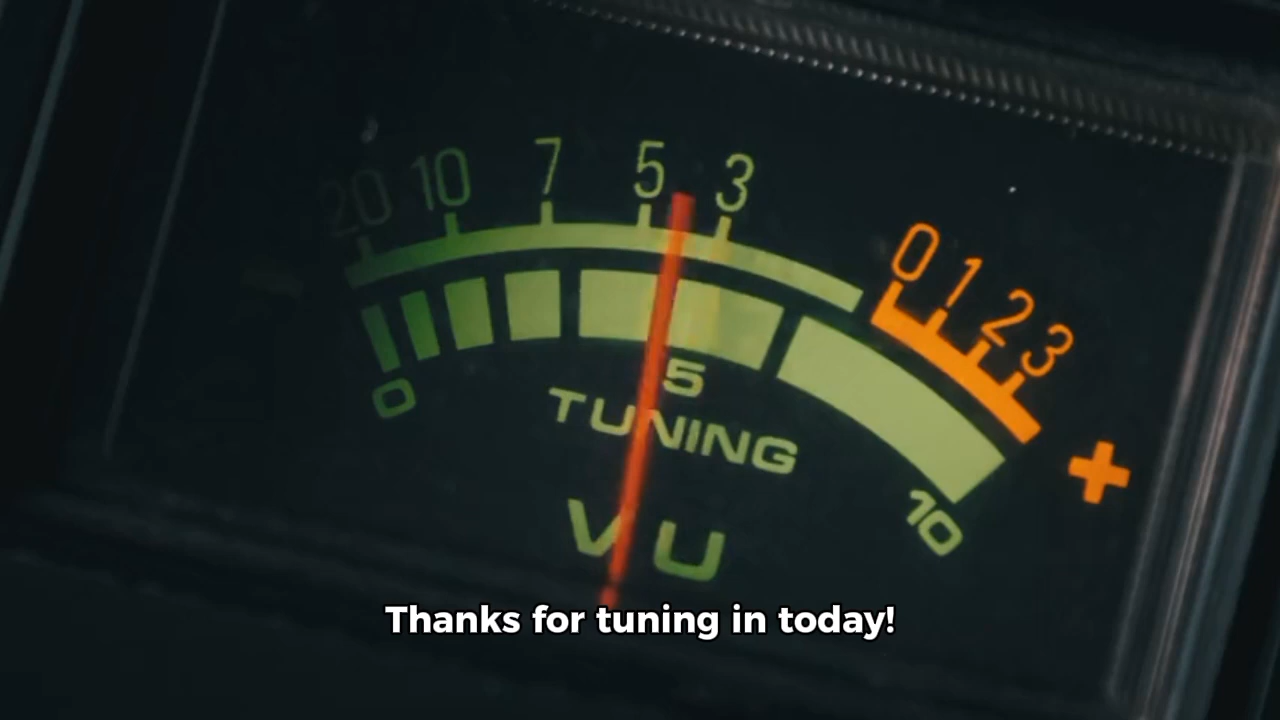 20 10 7 5 3 0 1 2 3
+
0 5 10
TUNING
VU
Thanks for tuning in today!